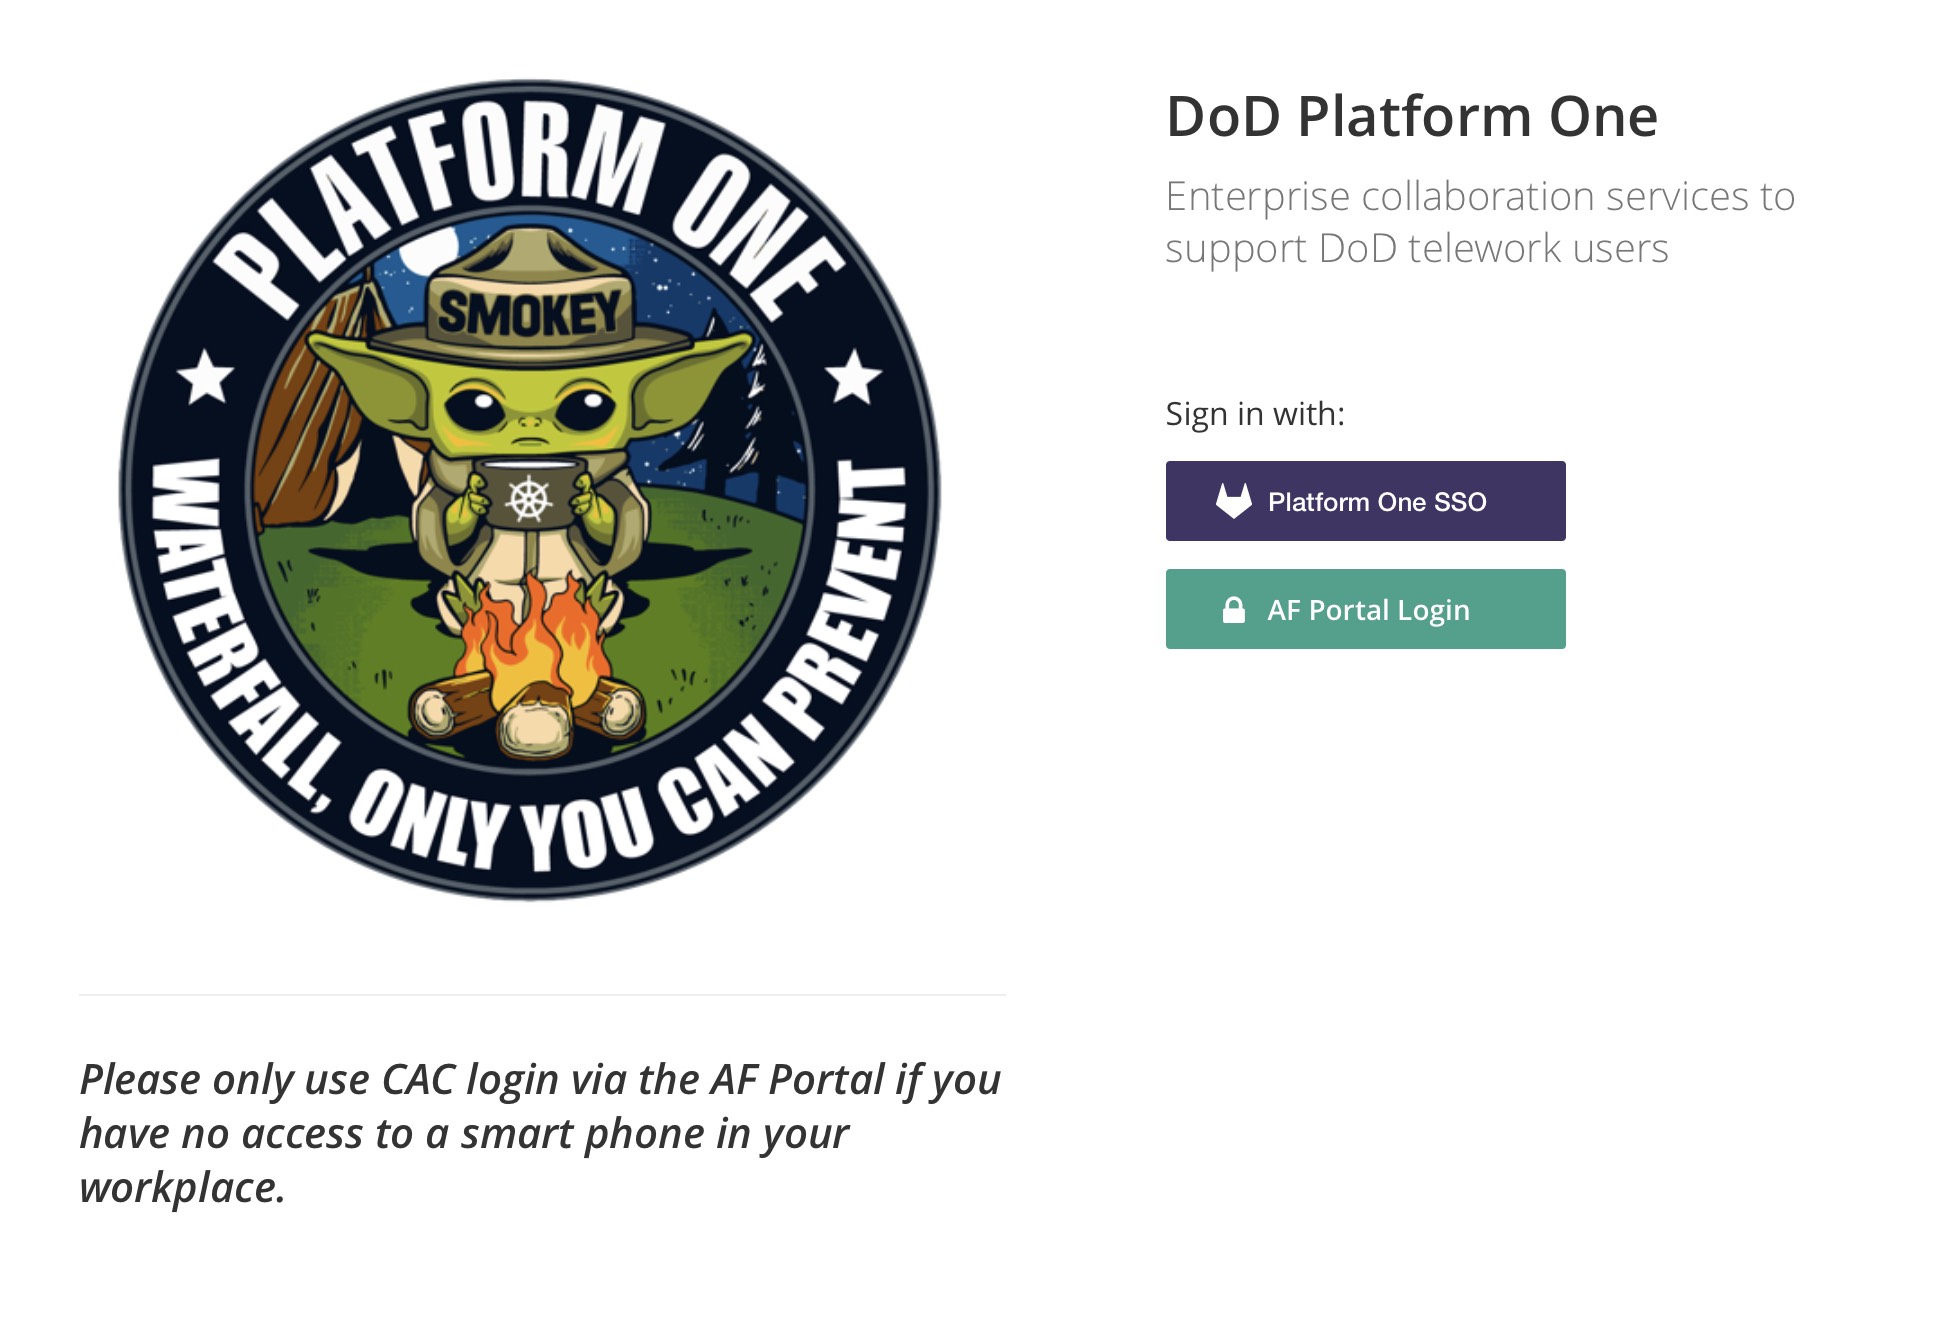 PLATFORM ONE
SMOKEY
WATERFALL, ONLY YOU CAN PREVENT
Please only use CAC login via the AF Portal if you
have no access to a smart phone in your
workplace.
DoD Platform One
Enterprise collaboration services to
support DoD telework users
Sign in with:
Platform One SSO
AF Portal Login